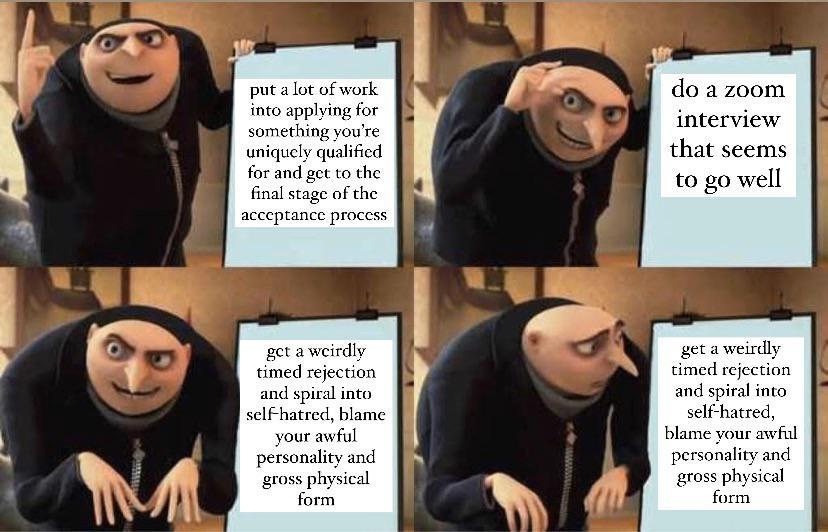 put a lot of work
into applying for
something you're
uniquely qualified
for and get to the
final stage of the
acceptance process
do a zoom
interview
that seems
to go well
get a weirdly
timed rejection
and spiral into
self-hatred, blame
your awful
personality and
gross physical
form
get a weirdly
timed rejection
and spiral into
self-hatred,
blame your awful
personality and
gross physical
form